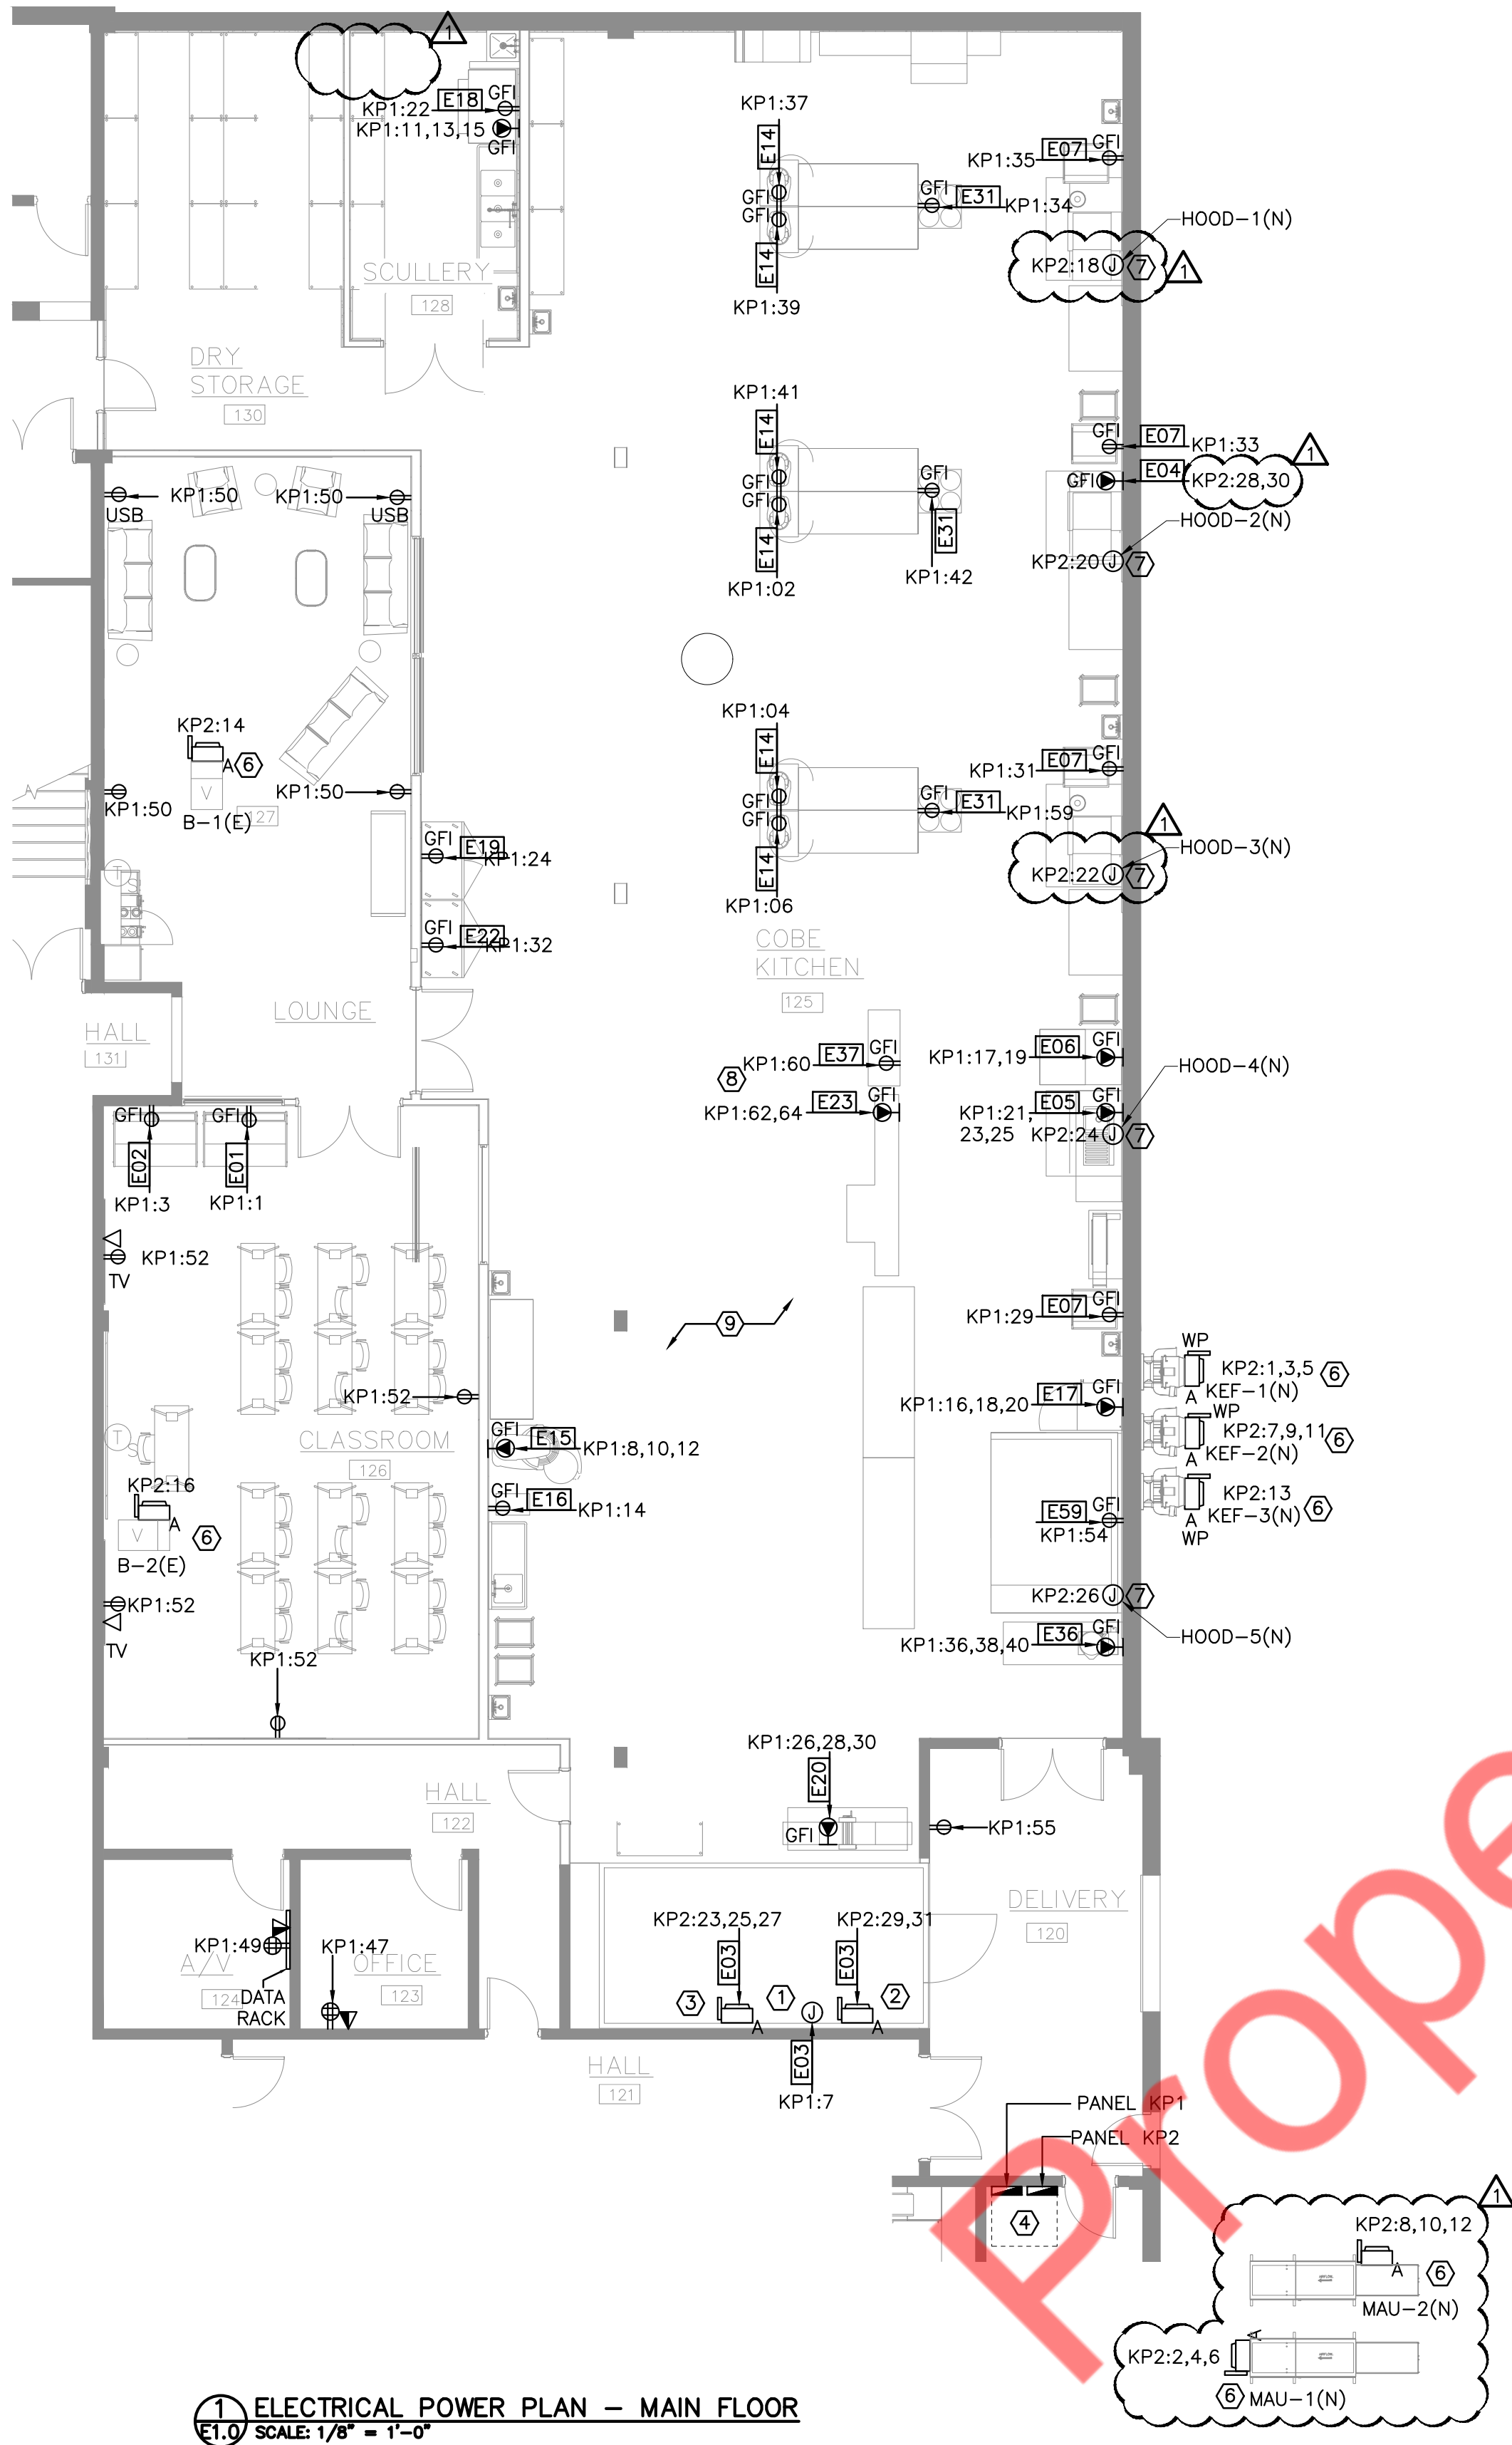 1
GFI
E18
KP1:22
KP1:11,13,15
GFI
KP1:37
E14
GFI
GFI
E14
KP1:39
GFI
E31
KP1:34
GFI
E07
KP1:35
HOOD-1(N)
KP2:18 J 7
1
SCULLERY
128
DRY
STORAGE
130
KP1:41
E14
GFI
GFI
E14
KP1:02
GFI
E31
KP1:42
GFI
E07
KP1:33
1
GFI
E04
KP2:28,30
HOOD-2(N)
KP2:20 J 7
KP1:50
USB
KP1:50
USB
KP2:14
A 6
V
B-1(E)
127
KP1:50
KP1:50
T
S
GFI
E19
KP1:24
GFI
E22
KP1:32
LOUNGE
HALL
131
KP1:04
E14
GFI
GFI
E14
KP1:06
GFI
E31
KP1:59
GFI
E07
KP1:31
1
HOOD-3(N)
KP2:22 J 7
COBE
KITCHEN
125
GFI
E37
KP1:60
8
GFI
E23
KP1:62,64
GFI
E06
KP1:17,19
HOOD-4(N)
GFI
E05
KP1:21,
23,25
KP2:24 J 7
GFI
E02
KP1:3
GFI
E01
KP1:1
KP1:52
TV
9
GFI
E07
KP1:29
WP
KP2:1,3,5 6
A KEF-1(N)
WP
KP2:7,9,11 6
A KEF-2(N)
KP2:13
A KEF-3(N) 6
WP
KP1:52
GFI
E17
KP1:16,18,20
T
S
CLASSROOM
126
GFI
E15
KP1:8,10,12
GFI
E16
KP1:14
KP2:16
A
V
6
B-2(E)
KP1:52
TV
KP1:52
GFI
E59
KP1:54
KP2:26 J 7
HOOD-5(N)
GFI
E36
KP1:36,38,40
KP1:26,28,30
E20
GFI
KP1:55
HALL
122
DELIVERY
120
KP2:23,25,27
E03
3
A
1
J
E03
KP1:7
KP2:29,31
E03
2
A
KP1:49
A/V
124
DATA
RACK
KP1:47
OFFICE
123
HALL
121
PANEL KP1
PANEL KP2
4
1
KP2:8,10,12
A
6
MAU-2(N)
KP2:2,4,6
A
6 MAU-1(N)
Prope
1 ELECTRICAL POWER PLAN - MAIN FLOOR
E1.0 SCALE: 1/8" = 1'-0"